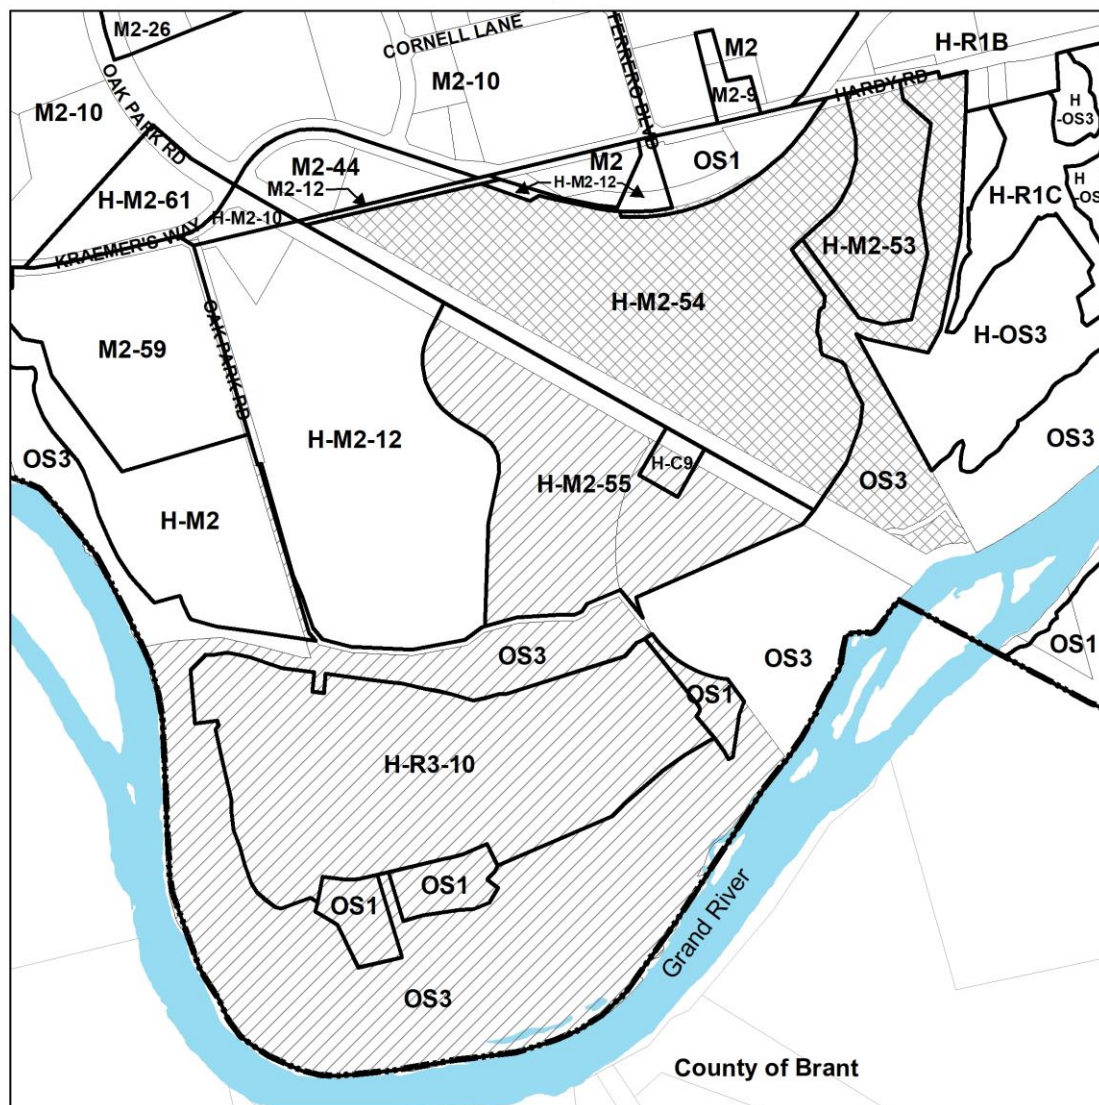 M2-26
CORNELL LANE
TERRERO BLVD
M2
H-R1B
OAK PARK RD
M2-10
M2-10
M2-9
HARDY RD
H
-OS3
M2-44
M2
OS1
M2-12
H-M2-12
H-M2-61
H-M2-10
H-R1C
H
-OS
KRAEMER'S WAY
H-M2-53
H-M2-54
OAK PARK RD
M2-59
H-OS3
H-M2-12
OS3
OS3
H-C9
H-M2-55
OS3
H-M2
OS3
OS3
OS1
OS1
H-R3-10
OS1
OS1
Grand River
OS3
County of Brant